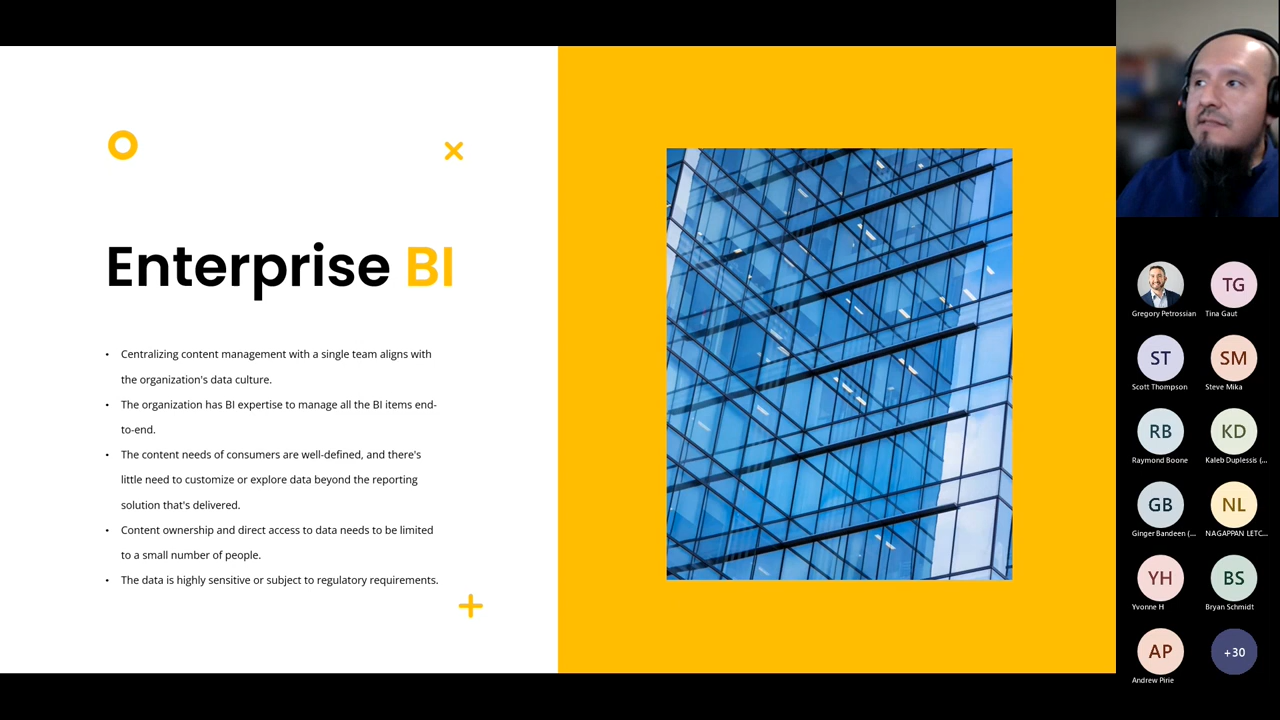 Enterprise BI
• Centralizing content management with a single team aligns with
the organization's data culture.
• The organization has BI expertise to manage all the BI items end-
to-end.
• The content needs of consumers are well-defined, and there's
little need to customize or explore data beyond the reporting
solution that's delivered.
• Content ownership and direct access to data needs to be limited
to a small number of people.
• The data is highly sensitive or subject to regulatory requirements.
Gregory Petrossian
TG
Tina Gaut
ST
Scott Thompson
SM
Steve Mika
RB
Raymond Boone
KD
Kaleb Duplessis (...
GB
Ginger Bandeen (...
NL
NAGAPPAN LETC...
YH
Yvonne H
BS
Bryan Schmidt
AP
Andrew Pirie
+30